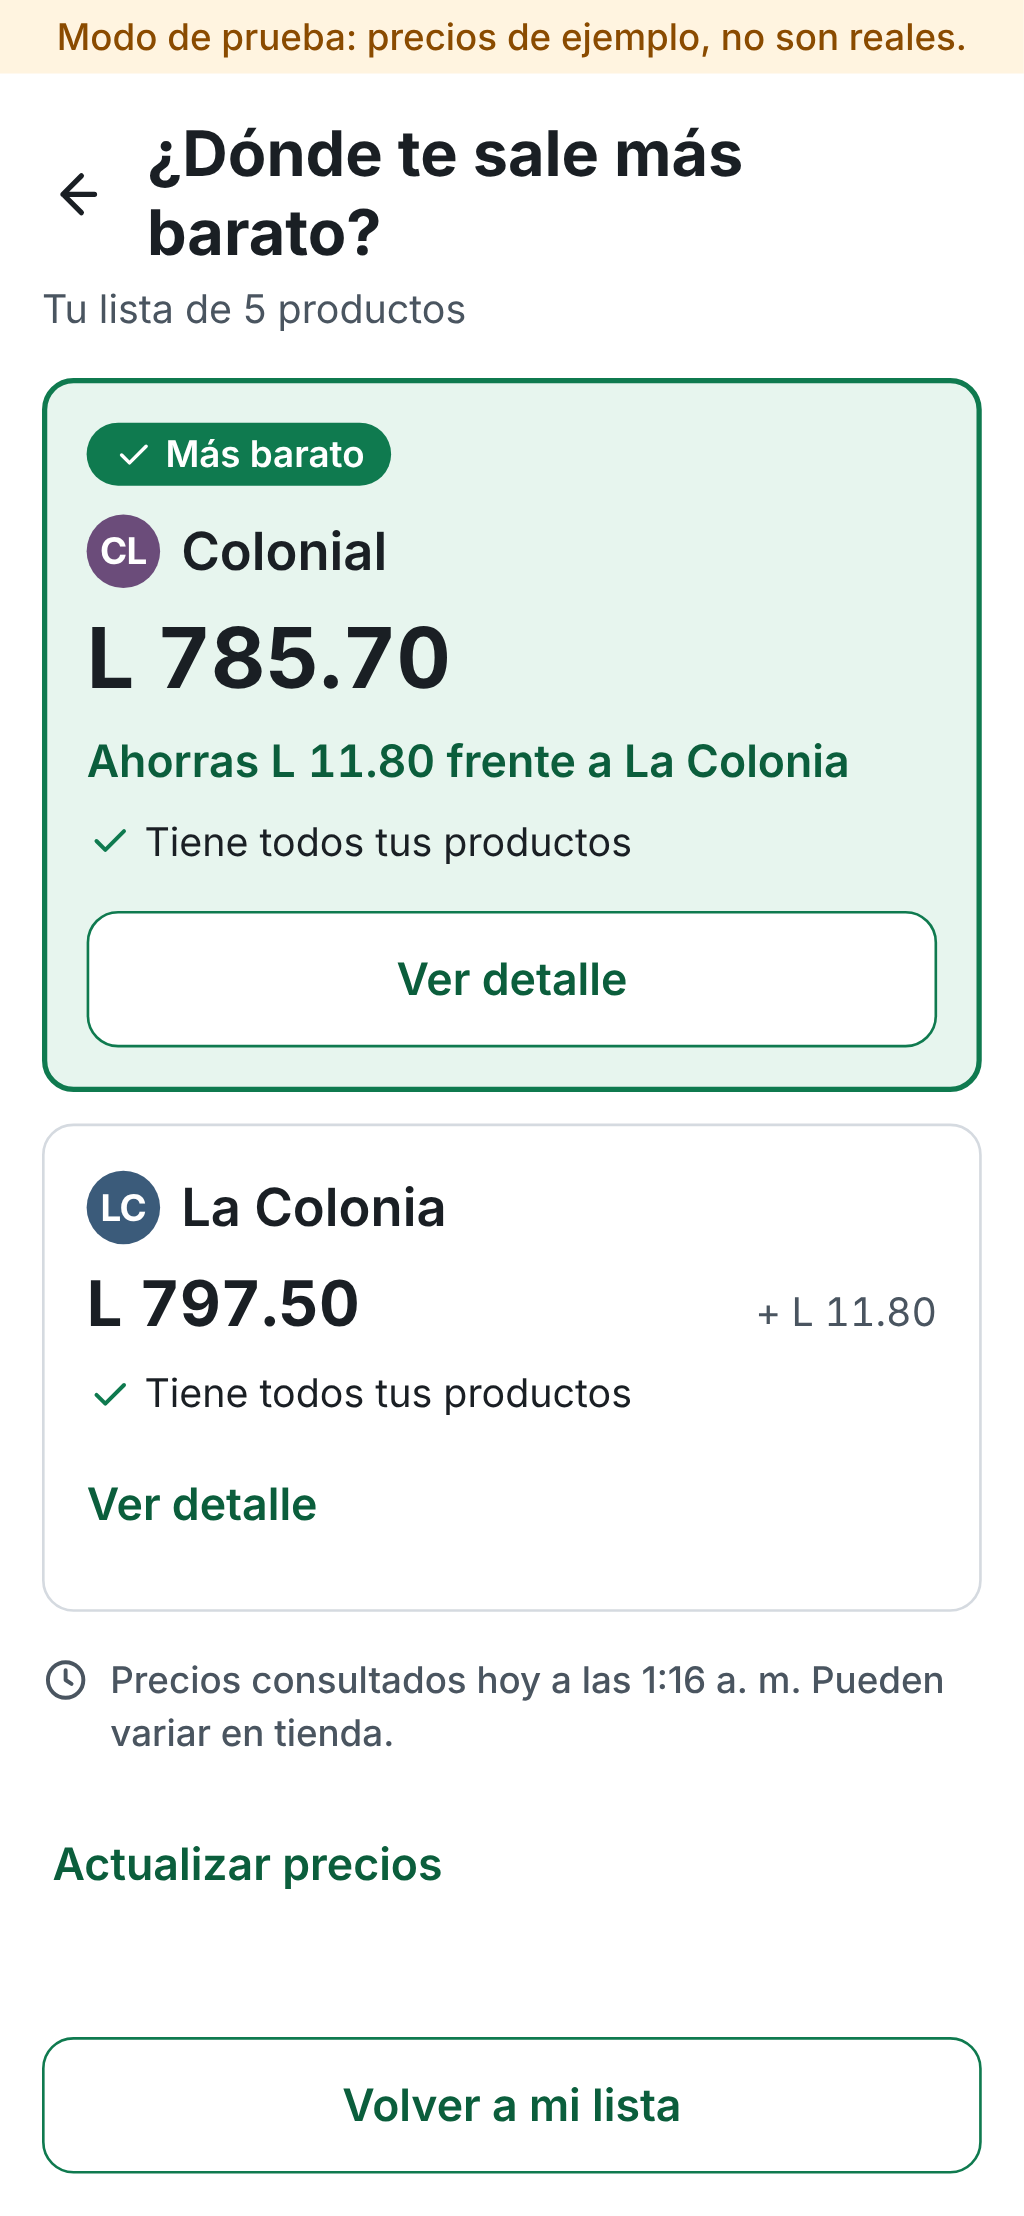 Modo de prueba: precios de ejemplo, no son reales.
¿Dónde te sale más
barato?
Tu lista de 5 productos
Más barato
CL Colonial
L 785.70
Ahorras L 11.80 frente a La Colonia
Tiene todos tus productos
Ver detalle
LC La Colonia
L 797.50 + L 11.80
Tiene todos tus productos
Ver detalle
Precios consultados hoy a las 1:16 a. m. Pueden
variar en tienda.
Actualizar precios
Volver a mi lista